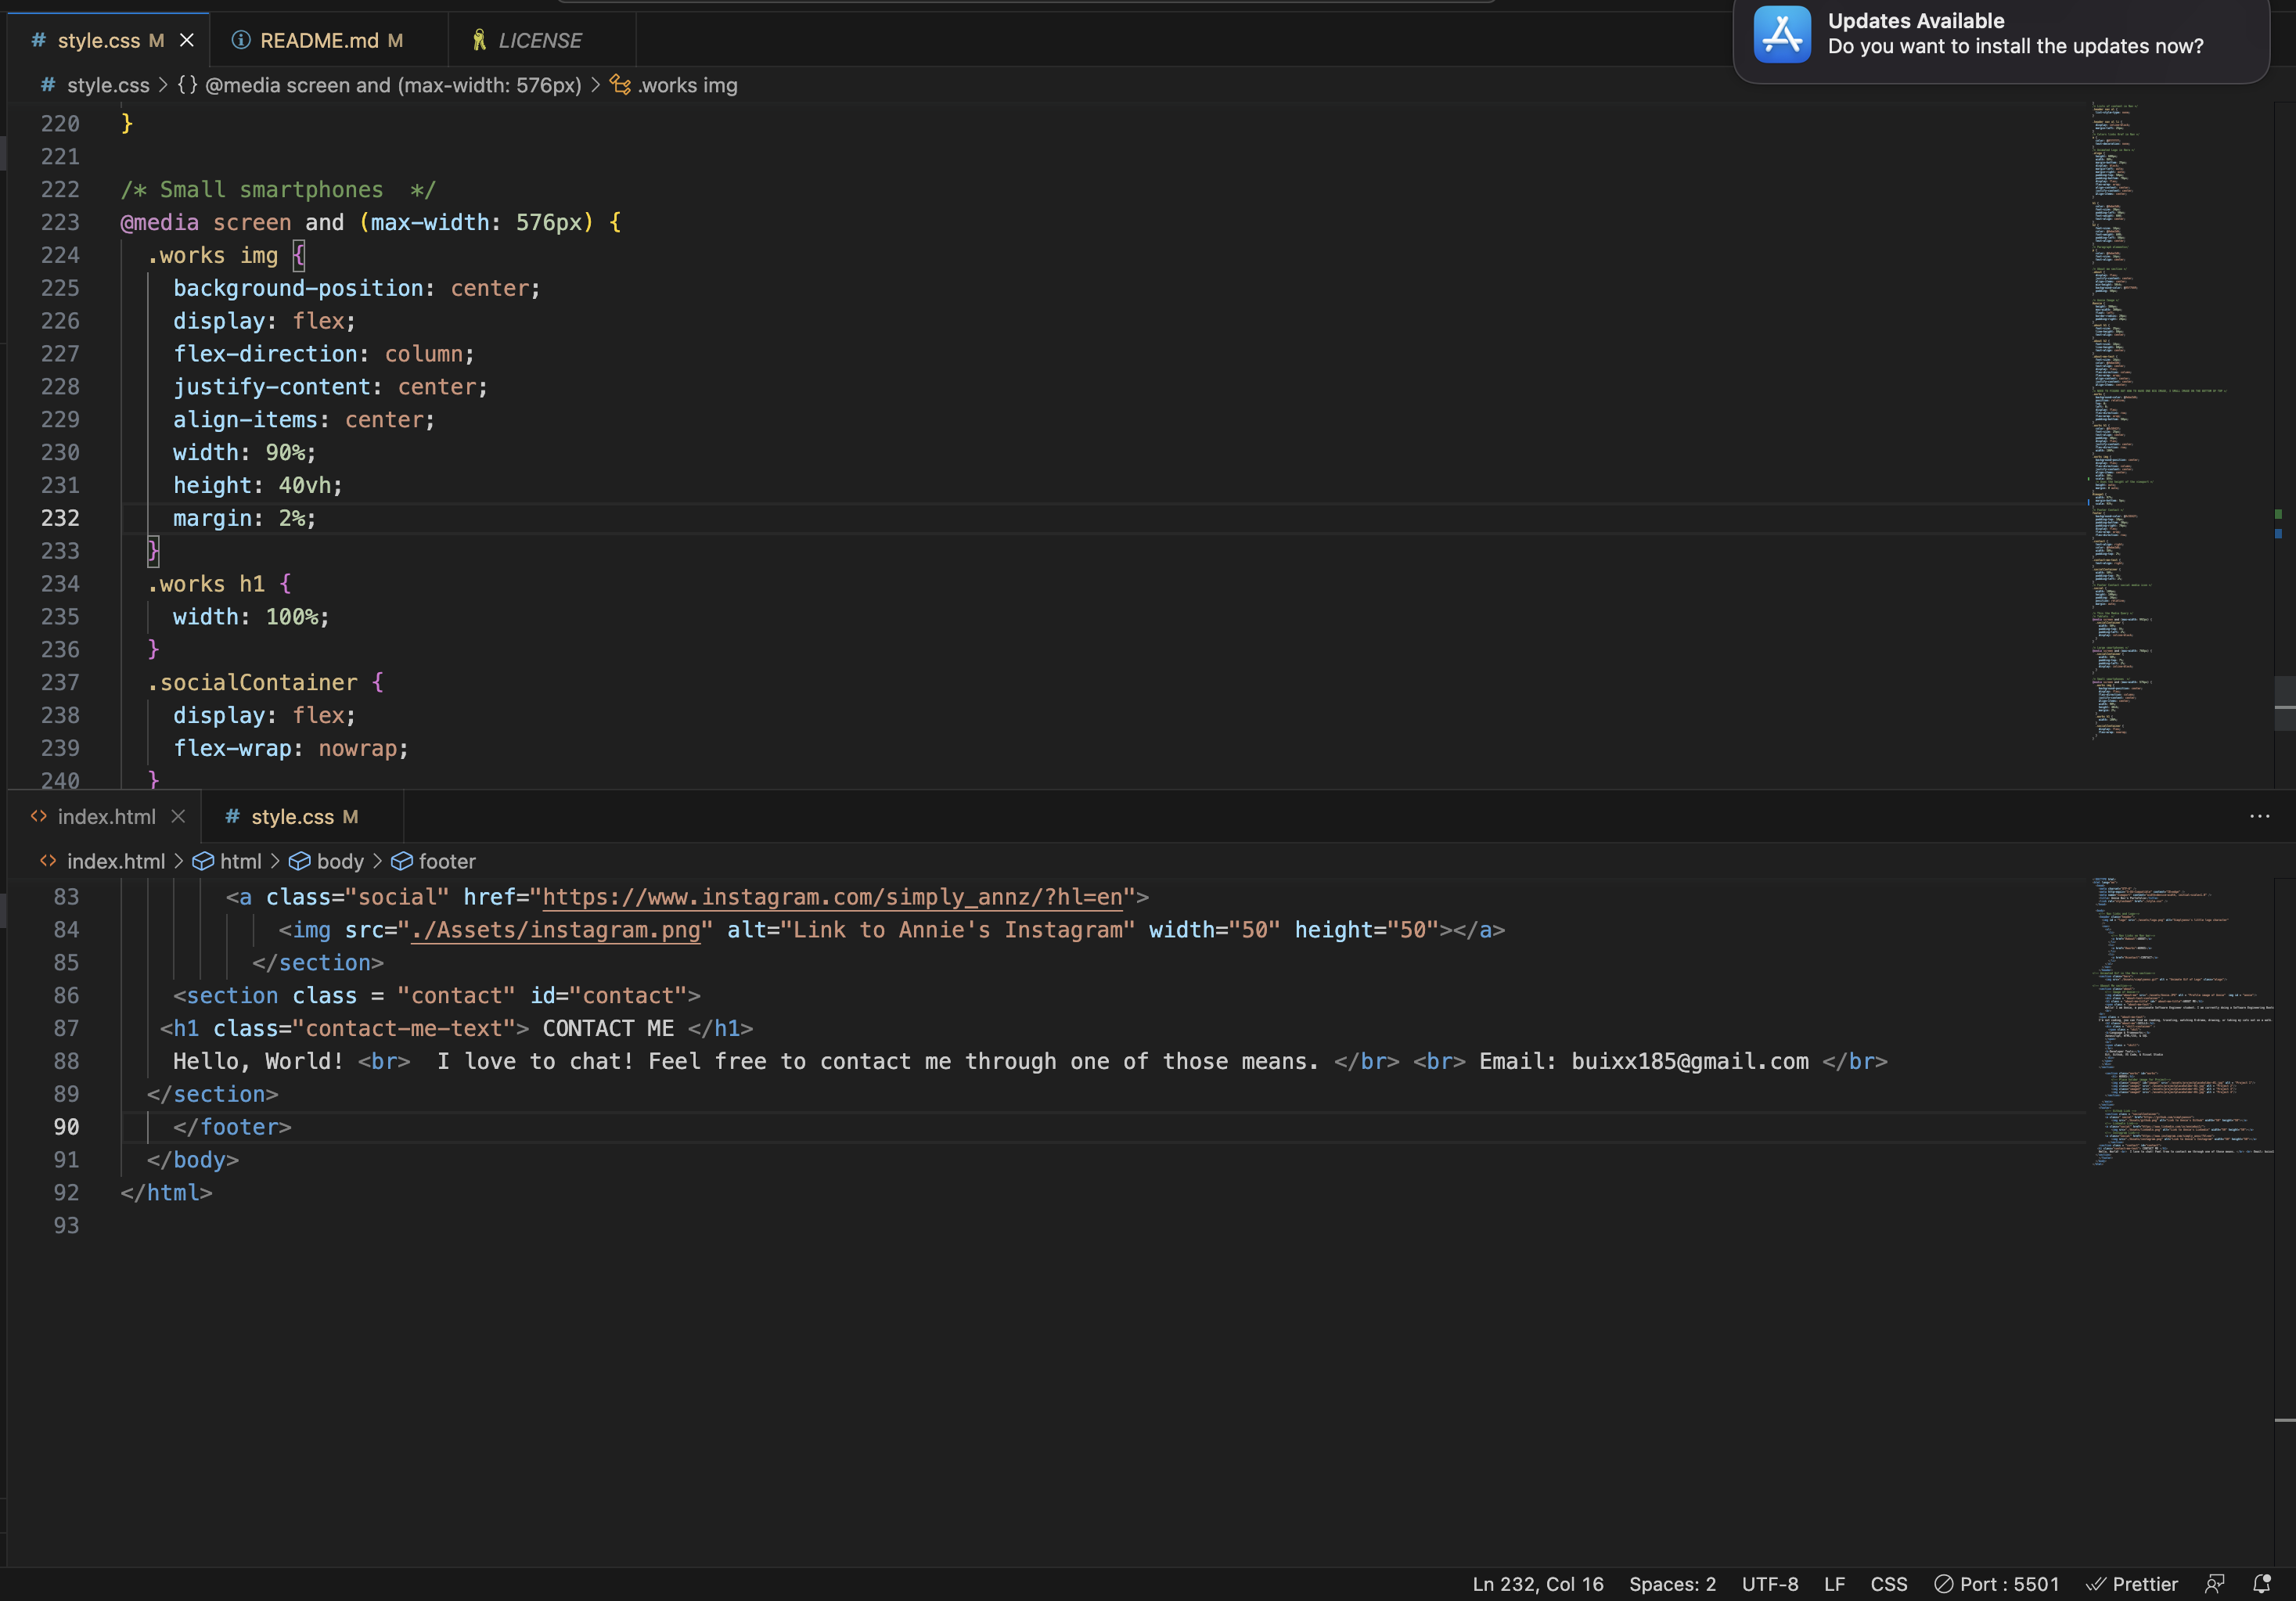 Updates Available
Do you want to install the updates now?
# style.css M
README.md M
LICENSE
# style.css > {} @media screen and (max-width: 576px) > .works img
220 }
221
222 /* Small smartphones  */
223 @media screen and (max-width: 576px) {
224 .works img {
225 background-position: center;
226 display: flex;
227 flex-direction: column;
228 justify-content: center;
229 align-items: center;
230 width: 90%;
231 height: 40vh;
232 margin: 2%;
233 }
234 .works h1 {
235 width: 100%;
236 }
237 .socialContainer {
238 display: flex;
239 flex-wrap: nowrap;
240 }
<> index.html
# style.css M
...
<> index.html > html > body > footer
83 <a class="social" href="https://www.instagram.com/simply_annz/?hl=en">
84 <img src="./Assets/instagram.png" alt="Link to Annie's Instagram" width="50" height="50"></a>
85 </section>
86 <section class = "contact" id="contact">
87 <h1 class="contact-me-text"> CONTACT ME </h1>
88 Hello, World! <br>  I love to chat! Feel free to contact me through one of those means. </br> <br> Email: buixx185@gmail.com </br>
89 </section>
90 </footer>
91 </body>
92 </html>
93
Ln 232, Col 16 Spaces: 2 UTF-8 LF CSS Port : 5501 Prettier